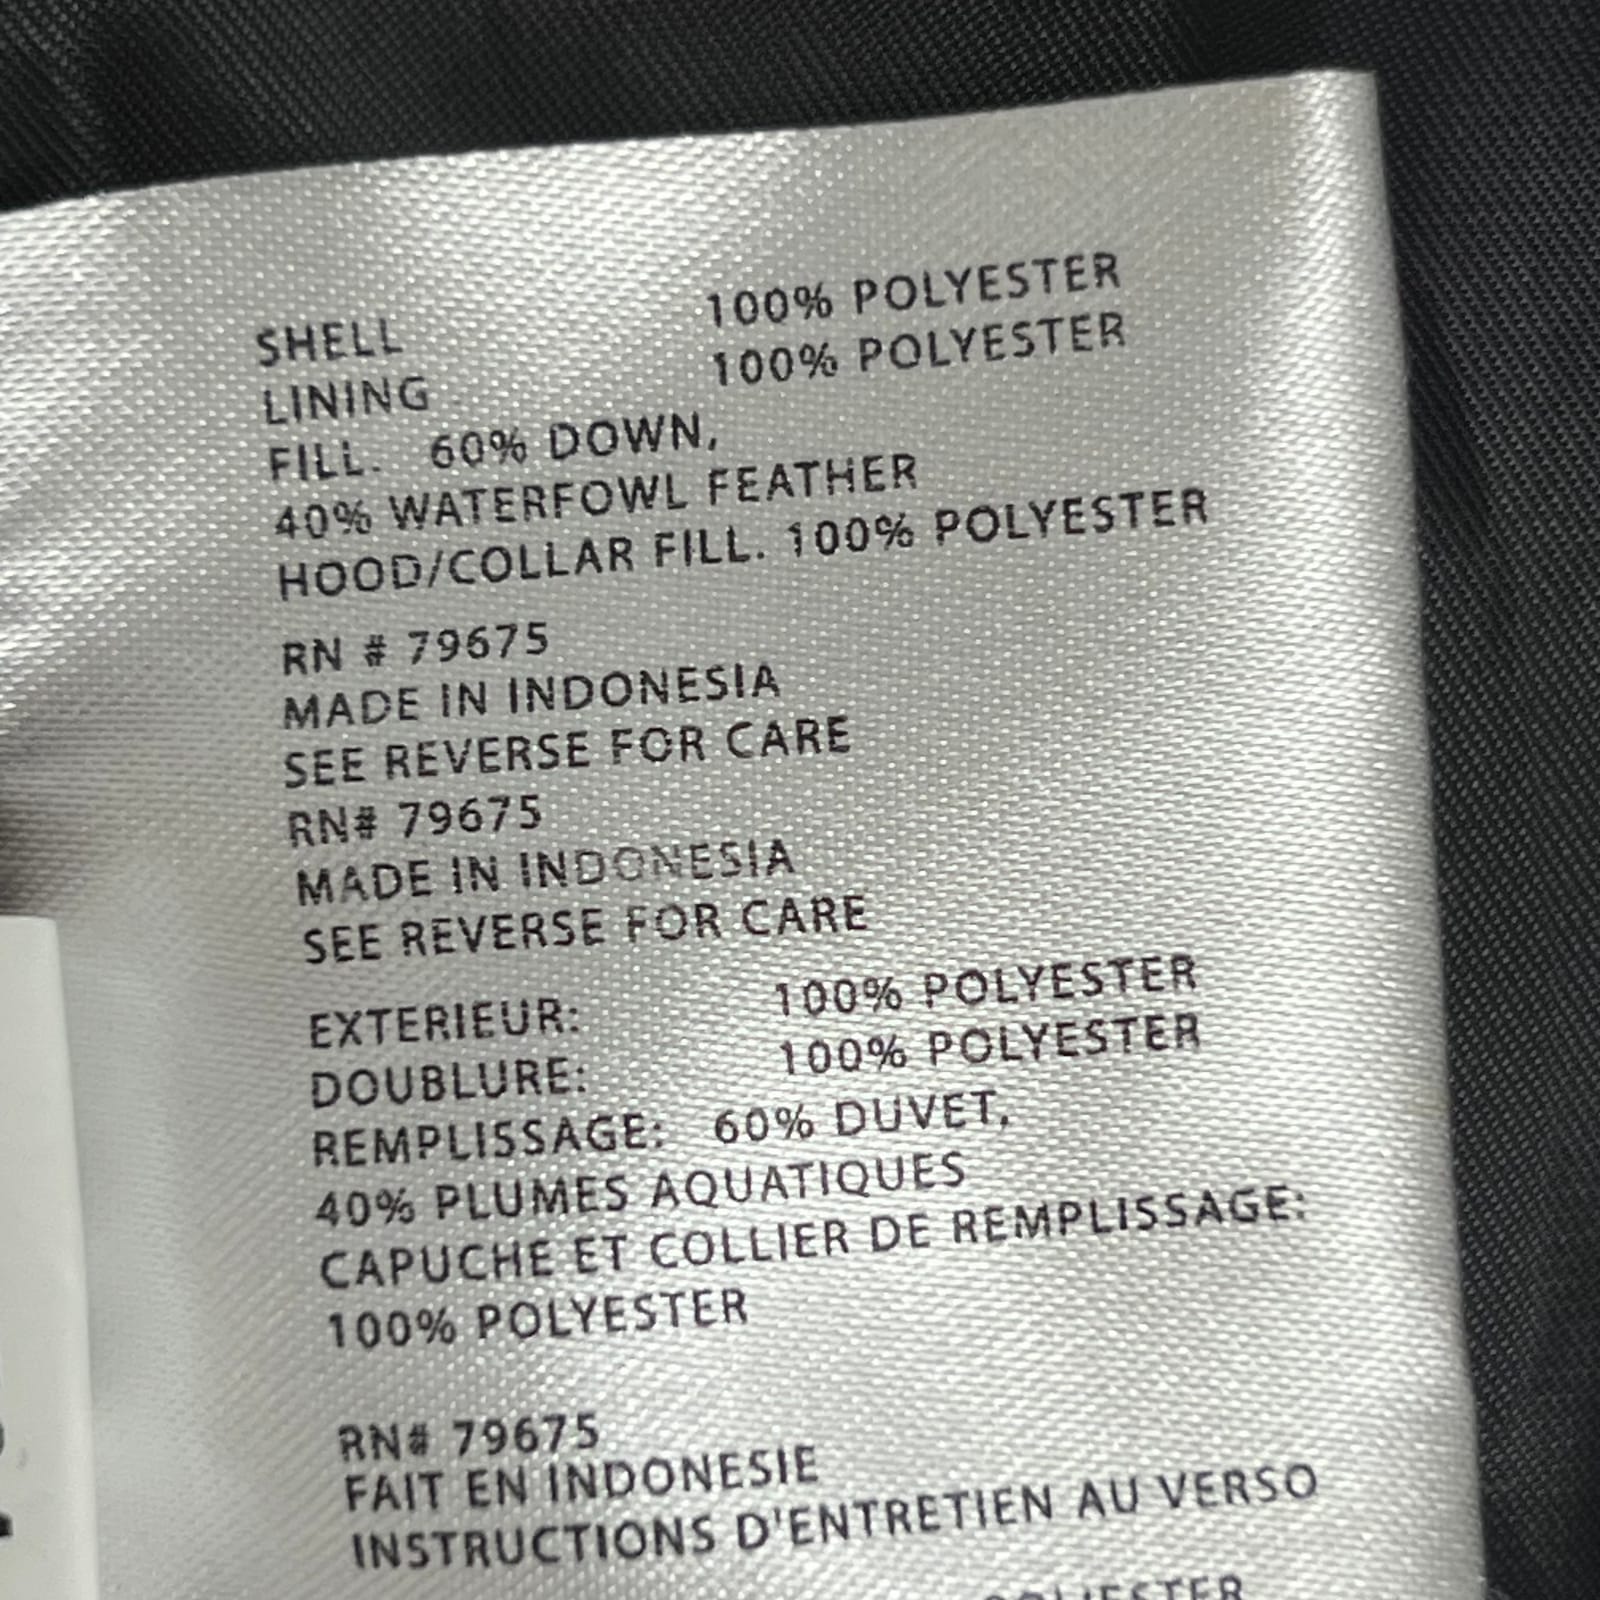 SHELL 100% POLYESTER
LINING 100% POLYESTER
FILL. 60% DOWN,
40% WATERFOWL FEATHER
HOOD/COLLAR FILL. 100% POLYESTER
RN # 79675
MADE IN INDONESIA
SEE REVERSE FOR CARE
RN# 79675
MADE IN INDONESIA
SEE REVERSE FOR CARE
EXTERIEUR: 100% POLYESTER
DOUBLURE: 100% POLYESTER
REMPLISSAGE: 60% DUVET,
40% PLUMES AQUATIQUES
CAPUCHE ET COLLIER DE REMPLISSAGE:
100% POLYESTER
RN# 79675
FAIT EN INDONESIE
INSTRUCTIONS D'ENTRETIEN AU VERSO